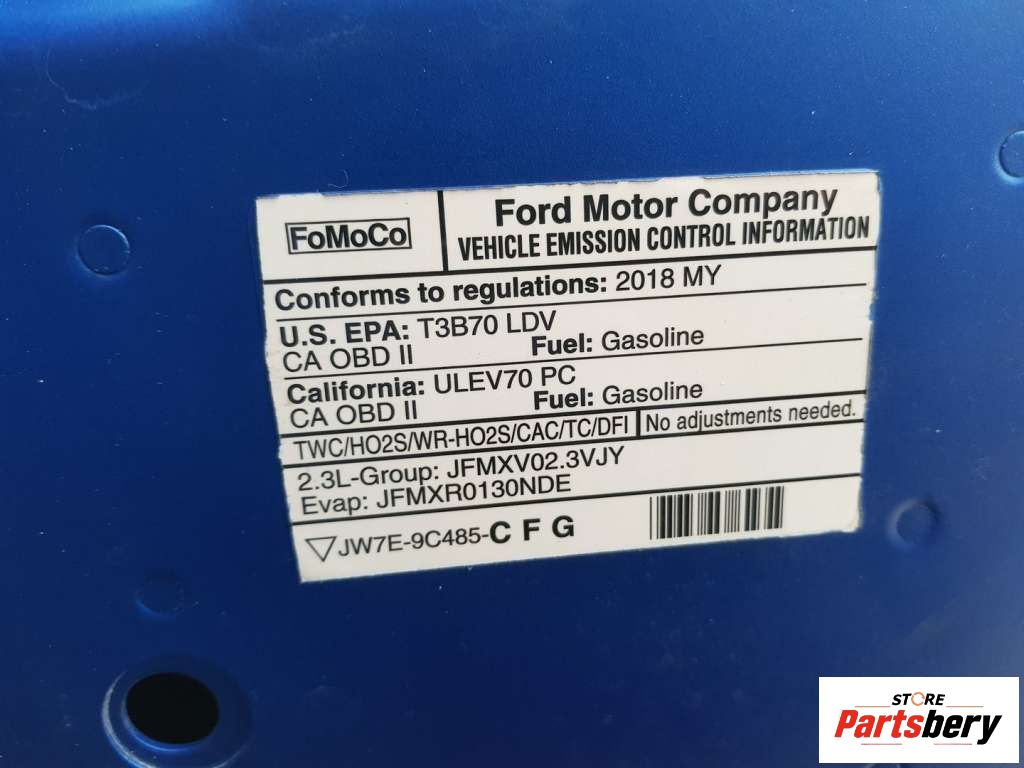 FoMoCo
Ford Motor Company
VEHICLE EMISSION CONTROL INFORMATION
Conforms to regulations: 2018 MY
U.S. EPA: T3B70 LDV
CA OBD II Fuel: Gasoline
California: ULEV70 PC
CA OBD II Fuel: Gasoline
TWC/HO2S/WR-HO2S/CAC/TC/DFI No adjustments needed.
2.3L-Group: JFMXV02.3VJY
Evap: JFMXR0130NDE
JW7E-9C485-C F G
STORE
Partsbery